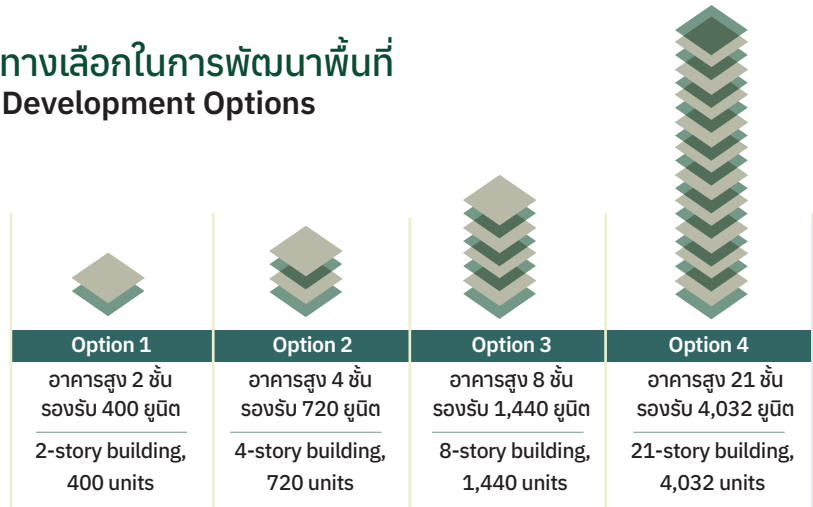 ทางเลือกในการพัฒนาพื้นที่
Development Options
Option 1
อาคารสูง 2 ชั้น
รองรับ 400 ยูนิต
2-story building,
400 units
Option 2
อาคารสูง 4 ชั้น
รองรับ 720 ยูนิต
4-story building,
720 units
Option 3
อาคารสูง 8 ชั้น
รองรับ 1,440 ยูนิต
8-story building,
1,440 units
Option 4
อาคารสูง 21 ชั้น
รองรับ 4,032 ยูนิต
21-story building,
4,032 units